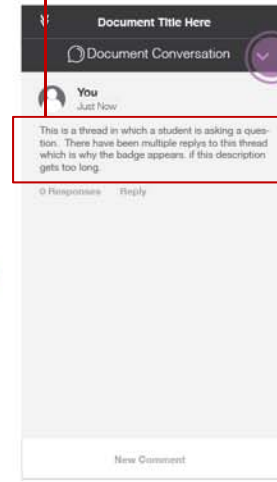 Document Title Here
Document Conversation
You
Just Now
This is a thread in which a student is asking a ques-
tion. There have been multiple replys to this thread
which is why the badge appears. if this description
gets too long.
0 Responses Reply
New Comment